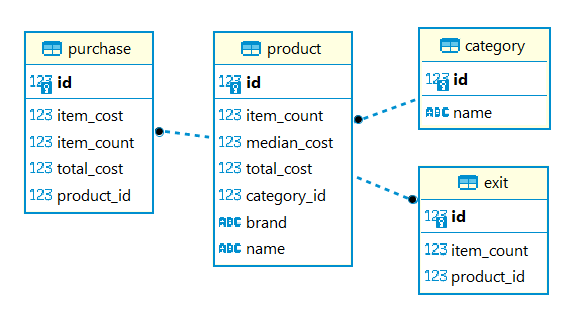 purchase
123 id
123 item_cost
123 item_count
123 total_cost
123 product_id
product
123 id
123 item_count
123 median_cost
123 total_cost
123 category_id
ABC brand
ABC name
category
123 id
ABC name
exit
123 id
123 item_count
123 product_id